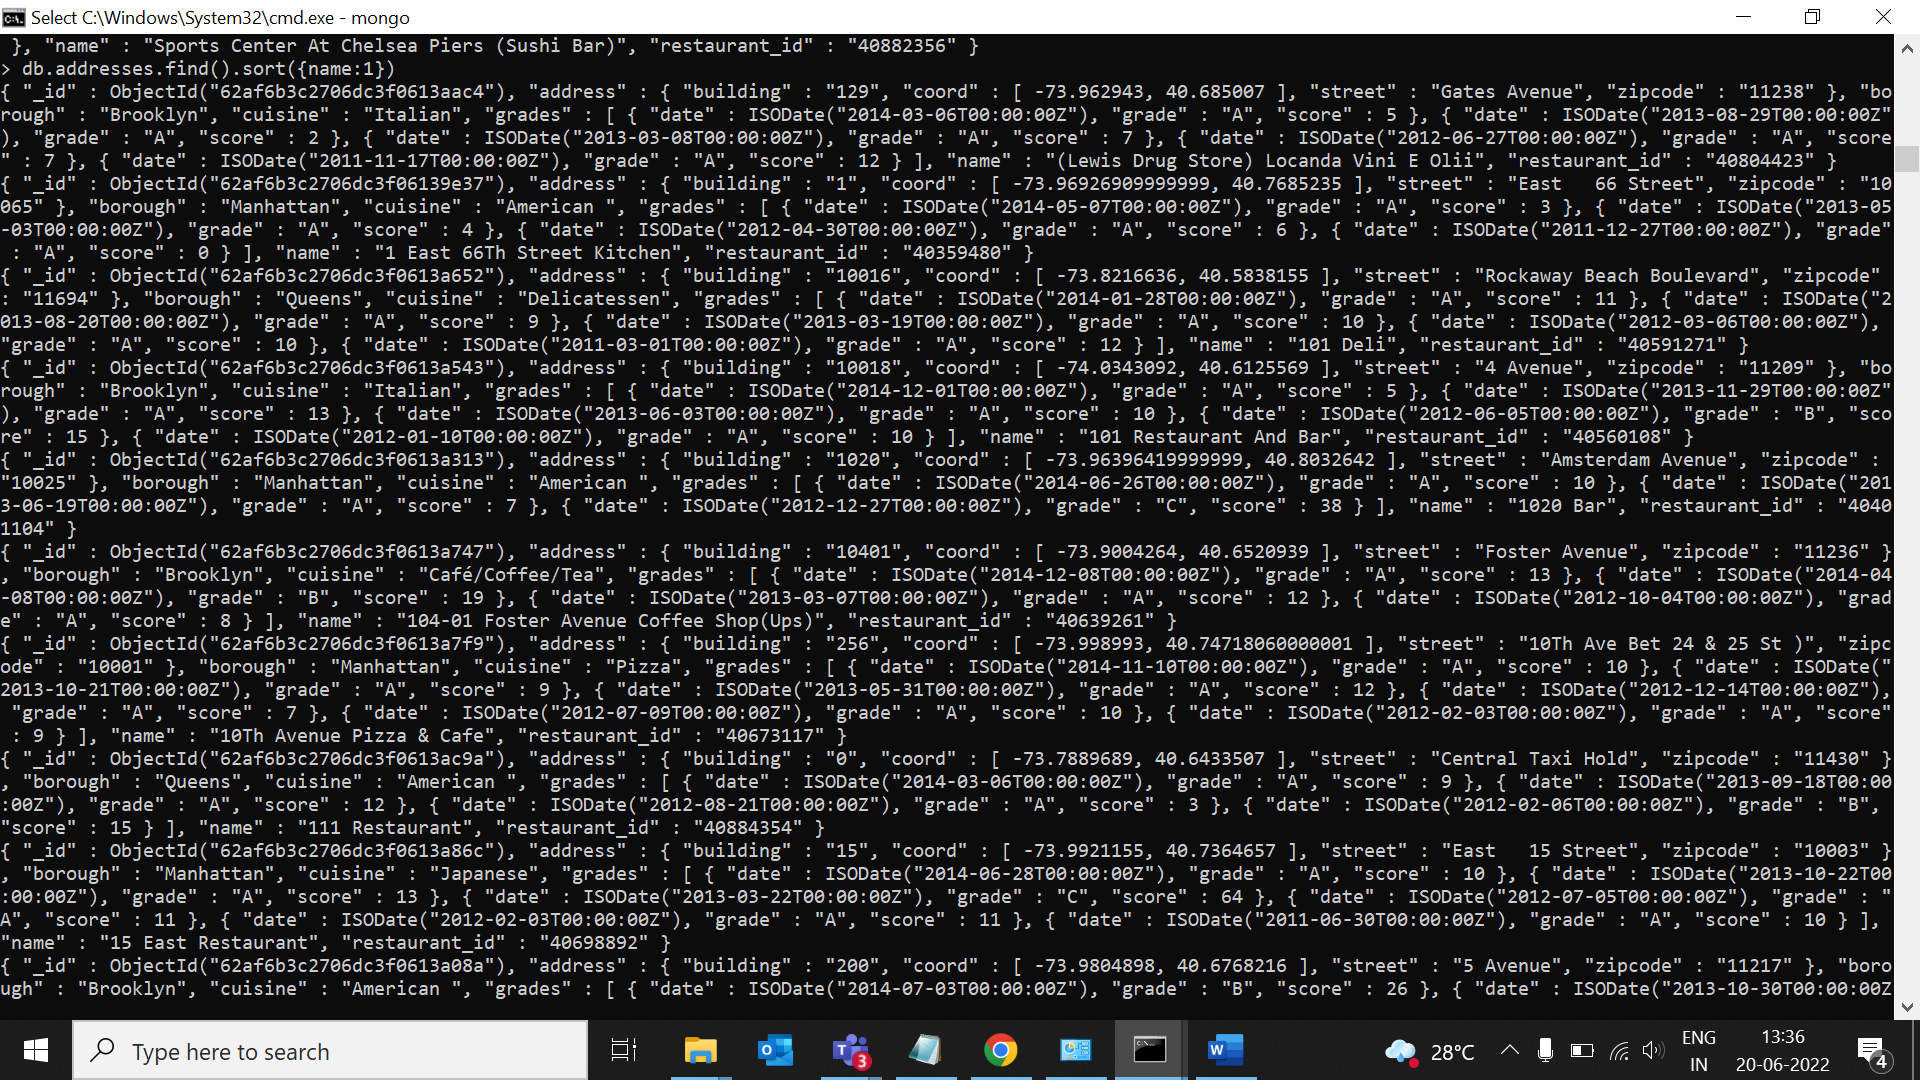 Select C:\Windows\System32\cmd.exe - mongo
 }, "name" : "Sports Center At Chelsea Piers (Sushi Bar)", "restaurant_id" : "40882356" }
> db.addresses.find().sort({name:1})
{ "_id" : ObjectId("62af6b3c2706dc3f0613aac4"), "address" : { "building" : "129", "coord" : [ -73.962943, 40.685007 ], "street" : "Gates Avenue", "zipcode" : "11238" }, "bo
rough" : "Brooklyn", "cuisine" : "Italian", "grades" : [ { "date" : ISODate("2014-03-06T00:00:00Z"), "grade" : "A", "score" : 5 }, { "date" : ISODate("2013-08-29T00:00:00Z"
), "grade" : "A", "score" : 2 }, { "date" : ISODate("2013-03-08T00:00:00Z"), "grade" : "A", "score" : 7 }, { "date" : ISODate("2012-06-27T00:00:00Z"), "grade" : "A", "score
" : 7 }, { "date" : ISODate("2011-11-17T00:00:00Z"), "grade" : "A", "score" : 12 } ], "name" : "(Lewis Drug Store) Locanda Vini E Olii", "restaurant_id" : "40804423" }
{ "_id" : ObjectId("62af6b3c2706dc3f06139e37"), "address" : { "building" : "1", "coord" : [ -73.96926909999999, 40.7685235 ], "street" : "East   66 Street", "zipcode" : "10
065" }, "borough" : "Manhattan", "cuisine" : "American ", "grades" : [ { "date" : ISODate("2014-05-07T00:00:00Z"), "grade" : "A", "score" : 3 }, { "date" : ISODate("2013-05
-03T00:00:00Z"), "grade" : "A", "score" : 4 }, { "date" : ISODate("2012-04-30T00:00:00Z"), "grade" : "A", "score" : 6 }, { "date" : ISODate("2011-12-27T00:00:00Z"), "grade"
 : "A", "score" : 0 } ], "name" : "1 East 66Th Street Kitchen", "restaurant_id" : "40359480" }
{ "_id" : ObjectId("62af6b3c2706dc3f0613a652"), "address" : { "building" : "10016", "coord" : [ -73.8216636, 40.5838155 ], "street" : "Rockaway Beach Boulevard", "zipcode"
: "11694" }, "borough" : "Queens", "cuisine" : "Delicatessen", "grades" : [ { "date" : ISODate("2014-01-28T00:00:00Z"), "grade" : "A", "score" : 11 }, { "date" : ISODate("2
013-08-20T00:00:00Z"), "grade" : "A", "score" : 9 }, { "date" : ISODate("2013-03-19T00:00:00Z"), "grade" : "A", "score" : 10 }, { "date" : ISODate("2012-03-06T00:00:00Z"),
"grade" : "A", "score" : 10 }, { "date" : ISODate("2011-03-01T00:00:00Z"), "grade" : "A", "score" : 12 } ], "name" : "101 Deli", "restaurant_id" : "40591271" }
{ "_id" : ObjectId("62af6b3c2706dc3f0613a543"), "address" : { "building" : "10018", "coord" : [ -74.0343092, 40.6125569 ], "street" : "4 Avenue", "zipcode" : "11209" }, "bo
rough" : "Brooklyn", "cuisine" : "Italian", "grades" : [ { "date" : ISODate("2014-12-01T00:00:00Z"), "grade" : "A", "score" : 5 }, { "date" : ISODate("2013-11-29T00:00:00Z"
), "grade" : "A", "score" : 13 }, { "date" : ISODate("2013-06-03T00:00:00Z"), "grade" : "A", "score" : 10 }, { "date" : ISODate("2012-06-05T00:00:00Z"), "grade" : "B", "sco
re" : 15 }, { "date" : ISODate("2012-01-10T00:00:00Z"), "grade" : "A", "score" : 10 } ], "name" : "101 Restaurant And Bar", "restaurant_id" : "40560108" }
{ "_id" : ObjectId("62af6b3c2706dc3f0613a313"), "address" : { "building" : "1020", "coord" : [ -73.96396419999999, 40.8032642 ], "street" : "Amsterdam Avenue", "zipcode" :
"10025" }, "borough" : "Manhattan", "cuisine" : "American ", "grades" : [ { "date" : ISODate("2014-06-26T00:00:00Z"), "grade" : "A", "score" : 10 }, { "date" : ISODate("201
3-06-19T00:00:00Z"), "grade" : "A", "score" : 7 }, { "date" : ISODate("2012-12-27T00:00:00Z"), "grade" : "C", "score" : 38 } ], "name" : "1020 Bar", "restaurant_id" : "4040
1104" }
{ "_id" : ObjectId("62af6b3c2706dc3f0613a747"), "address" : { "building" : "10401", "coord" : [ -73.9004264, 40.6520939 ], "street" : "Foster Avenue", "zipcode" : "11236" }
, "borough" : "Brooklyn", "cuisine" : "Café/Coffee/Tea", "grades" : [ { "date" : ISODate("2014-12-08T00:00:00Z"), "grade" : "A", "score" : 13 }, { "date" : ISODate("2014-04
-08T00:00:00Z"), "grade" : "B", "score" : 19 }, { "date" : ISODate("2013-03-07T00:00:00Z"), "grade" : "A", "score" : 12 }, { "date" : ISODate("2012-10-04T00:00:00Z"), "grad
e" : "A", "score" : 8 } ], "name" : "104-01 Foster Avenue Coffee Shop(Ups)", "restaurant_id" : "40639261" }
{ "_id" : ObjectId("62af6b3c2706dc3f0613a7f9"), "address" : { "building" : "256", "coord" : [ -73.998993, 40.74718060000001 ], "street" : "10Th Ave Bet 24 & 25 St )", "zipc
ode" : "10001" }, "borough" : "Manhattan", "cuisine" : "Pizza", "grades" : [ { "date" : ISODate("2014-11-10T00:00:00Z"), "grade" : "A", "score" : 10 }, { "date" : ISODate("
2013-10-21T00:00:00Z"), "grade" : "A", "score" : 9 }, { "date" : ISODate("2013-05-31T00:00:00Z"), "grade" : "A", "score" : 12 }, { "date" : ISODate("2012-12-14T00:00:00Z"),
 "grade" : "A", "score" : 7 }, { "date" : ISODate("2012-07-09T00:00:00Z"), "grade" : "A", "score" : 10 }, { "date" : ISODate("2012-02-03T00:00:00Z"), "grade" : "A", "score"
 : 9 } ], "name" : "10Th Avenue Pizza & Cafe", "restaurant_id" : "40673117" }
{ "_id" : ObjectId("62af6b3c2706dc3f0613ac9a"), "address" : { "building" : "0", "coord" : [ -73.7889689, 40.6433507 ], "street" : "Central Taxi Hold", "zipcode" : "11430" }
, "borough" : "Queens", "cuisine" : "American ", "grades" : [ { "date" : ISODate("2014-03-06T00:00:00Z"), "grade" : "A", "score" : 9 }, { "date" : ISODate("2013-09-18T00:00
:00Z"), "grade" : "A", "score" : 12 }, { "date" : ISODate("2012-08-21T00:00:00Z"), "grade" : "A", "score" : 3 }, { "date" : ISODate("2012-02-06T00:00:00Z"), "grade" : "B",
"score" : 15 } ], "name" : "111 Restaurant", "restaurant_id" : "40884354" }
{ "_id" : ObjectId("62af6b3c2706dc3f0613a86c"), "address" : { "building" : "15", "coord" : [ -73.9921155, 40.7364657 ], "street" : "East   15 Street", "zipcode" : "10003" }
, "borough" : "Manhattan", "cuisine" : "Japanese", "grades" : [ { "date" : ISODate("2014-06-28T00:00:00Z"), "grade" : "A", "score" : 10 }, { "date" : ISODate("2013-10-22T00
:00:00Z"), "grade" : "A", "score" : 13 }, { "date" : ISODate("2013-03-22T00:00:00Z"), "grade" : "C", "score" : 64 }, { "date" : ISODate("2012-07-05T00:00:00Z"), "grade" : "
A", "score" : 11 }, { "date" : ISODate("2012-02-03T00:00:00Z"), "grade" : "A", "score" : 11 }, { "date" : ISODate("2011-06-30T00:00:00Z"), "grade" : "A", "score" : 10 } ],
"name" : "15 East Restaurant", "restaurant_id" : "40698892" }
{ "_id" : ObjectId("62af6b3c2706dc3f0613a08a"), "address" : { "building" : "200", "coord" : [ -73.9804898, 40.6768216 ], "street" : "5 Avenue", "zipcode" : "11217" }, "boro
ugh" : "Brooklyn", "cuisine" : "American ", "grades" : [ { "date" : ISODate("2014-07-03T00:00:00Z"), "grade" : "B", "score" : 26 }, { "date" : ISODate("2013-10-30T00:00:00Z
Type here to search
3
28°C
ENG
IN
13:36
20-06-2022
4